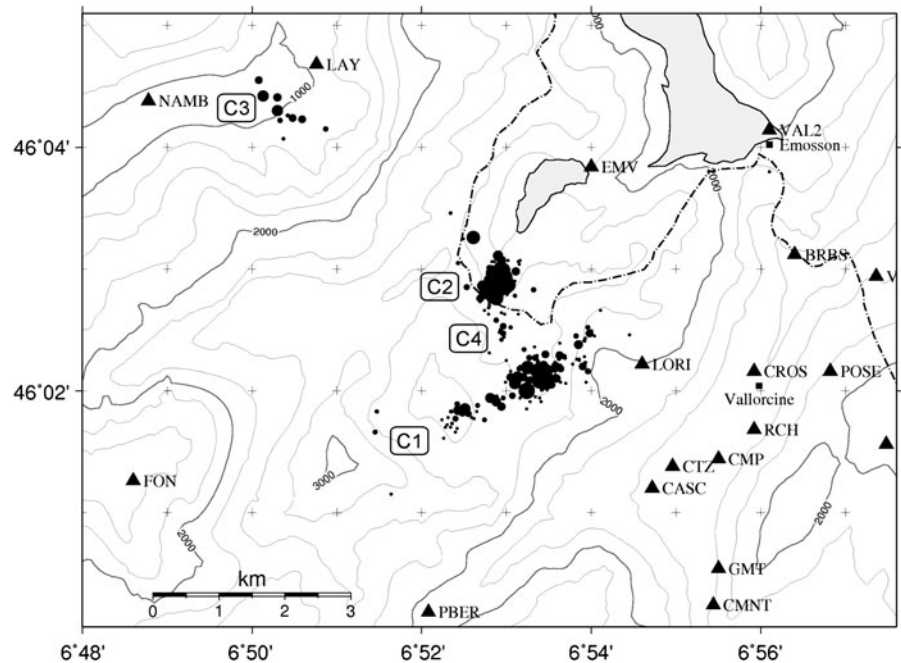 LAY
NAMB
1000
C3
VAL2
Emosson
46°04'
EMV
2000
2000
BRBS
V
C2
C4
LORI
CROS
POSE
46°02'
Vallorcine
2000
RCH
C1
CMP
CTZ
FON
3000
CASC
2000
2000
km
GMT
0 1 2 3
PBER
CMNT
6°48' 6°50' 6°52' 6°54' 6°56'